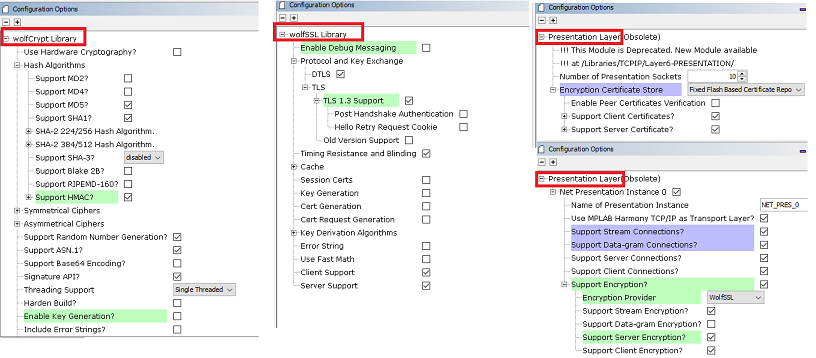 Configuration Options
wolfCrypt Library
Use Hardware Cryptography?
Hash Algorithms
Support MD2?
Support MD4?
Support MD5?
Support SHA1?
SHA-2 224/256 Hash Algorithm.
SHA-2 384/512 Hash Algorithm.
Support SHA-3? disabled
Support Blake 2B?
Support RIPEMD-160?
Support HMAC?
Symmetrical Ciphers
Asymmetrical Ciphers
Support Random Number Generation?
Support ASN.1?
Support Base64 Encoding?
Signature API?
Threading Support Single Threaded
Harden Build?
Enable Key Generation?
Include Error Strings?
Configuration Options
wolfSSL Library
Enable Debug Messaging
Protocol and Key Exchange
DTLS
TLS
TLS 1.3 Support
Post Handshake Authentication
Hello Retry Request Cookie
Old Version Support
Timing Resistance and Blinding
Cache
Session Certs
Key Generation
Cert Generation
Cert Request Generation
Key Derivation Algorithms
Error String
Use Fast Math
Client Support
Server Support
Configuration Options
Presentation Layer(Obsolete)
!!! This Module is Deprecated. New Module available
!!! at /Libraries/TCPIP/Layer6-PRESENTATION/
Number of Presentation Sockets 10
Encryption Certificate Store Fixed Flash Based Certificate Repo
Enable Peer Certificates Verification
Support Client Certificates?
Support Server Certificate?
Configuration Options
Presentation Layer(Obsolete)
Net Presentation Instance 0
Name of Presentation Instance NET_PRES_0
Use MPLAB Harmony TCP/IP as Transport Layer?
Support Stream Connections?
Support Data-gram Connections?
Support Server Connections?
Support Client Connections?
Support Encryption?
Encryption Provider WolfSSL
Support Stream Encryption?
Support Data-gram Encryption?
Support Server Encryption?
Support Client Encryption?